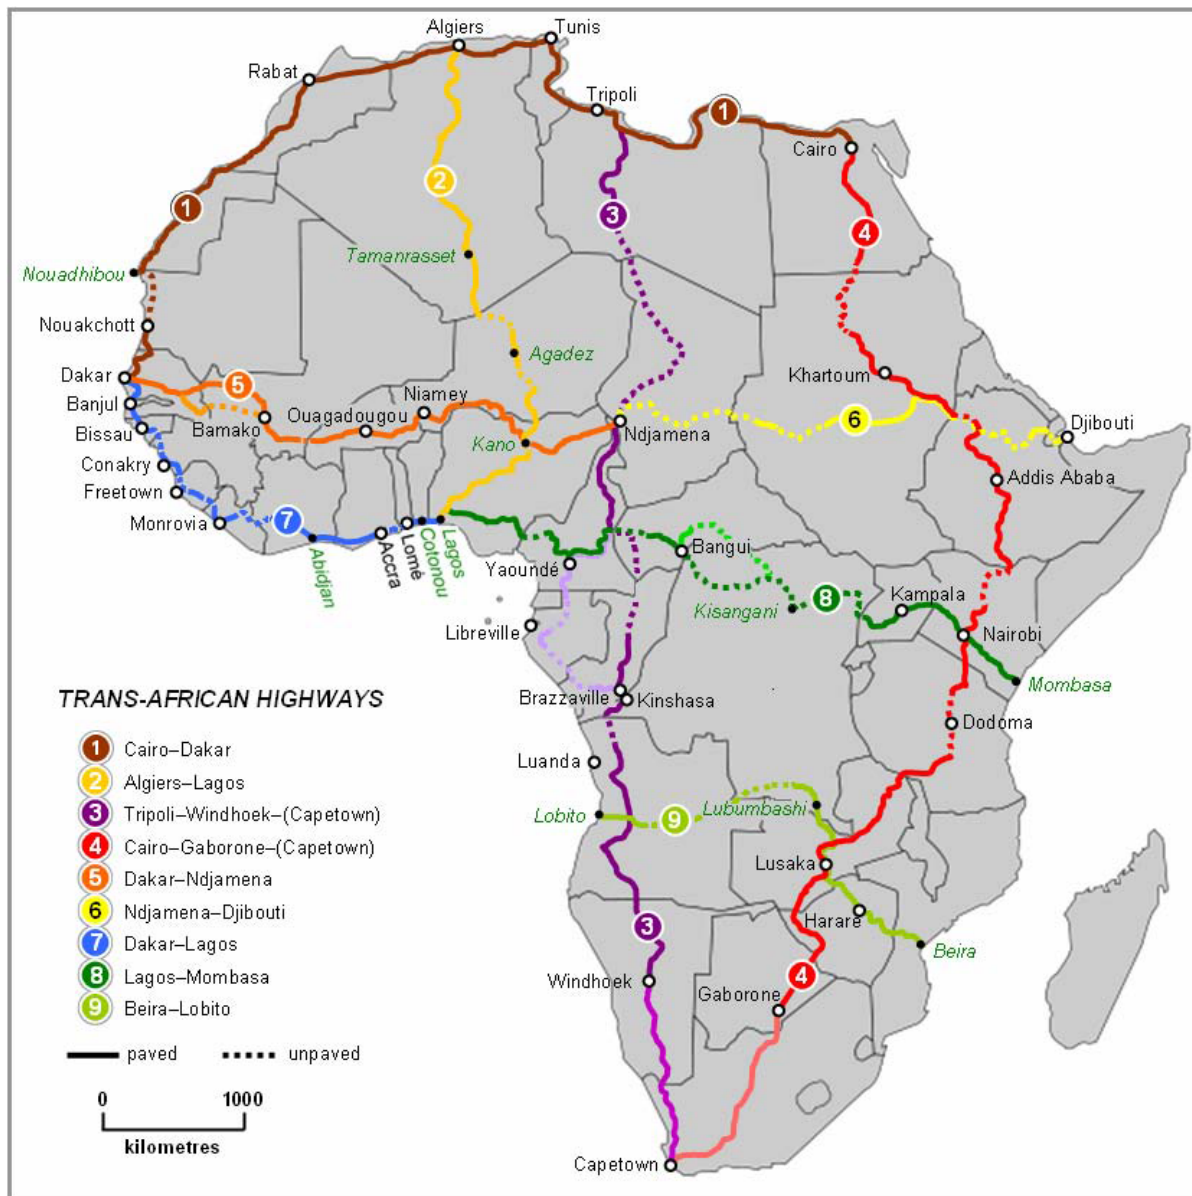 Algiers
Tunis
Rabat
Tripoli
1
Cairo
2
1
3
4
Tamanrasset
Nouadhibou
Nouakchott
Agadez
Khartoum
Dakar
5
Niamey
Banjul
Ouagadougou
Djibouti
6
Bissau
Bamako
Ndjamena
Kano
Conakry
Addis Ababa
Freetown
Monrovia
7
Abidjan
Accra
Lomé
Cotonou
Lagos
Bangui
Yaoundé
Kampala
8
Kisangani
Libreville
Nairobi
Mombasa
Brazzaville
Kinshasa
Dodoma
Luanda
Lobito
9
Lubumbashi
Lusaka
Harare
3
Beira
Windhoek
4
Gaborone
Capetown
TRANS-AFRICAN HIGHWAYS
1 Cairo–Dakar
2 Algiers–Lagos
3 Tripoli–Windhoek–(Capetown)
4 Cairo–Gaborone–(Capetown)
5 Dakar–Ndjamena
6 Ndjamena–Djibouti
7 Dakar–Lagos
8 Lagos–Mombasa
9 Beira–Lobito
paved unpaved
0 1000
kilometres